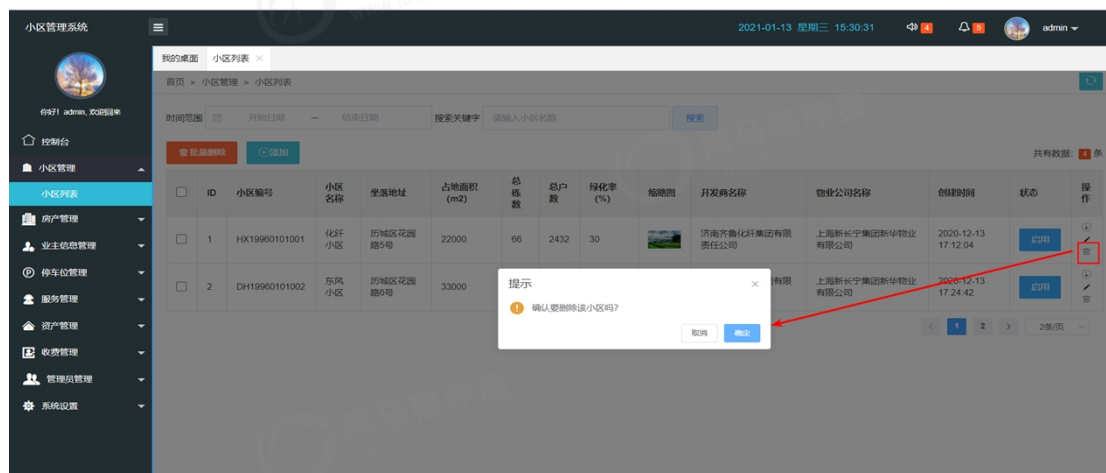 小区管理系统
2021-01-13 星期三 15:30:31
4
5
admin
你好! admin, 欢迎回来
控制台
小区管理
小区列表
房产管理
业主信息管理
停车位管理
服务管理
资产管理
收费管理
管理员管理
系统设置
我的桌面 小区列表 ×
首页 > 小区管理 > 小区列表
时间范围 开始日期 — 结束日期 搜索关键字 请输入小区名称 搜索
批量删除 添加
共有数据: 4 条
ID 小区编号 小区名称 坐落地址 占地面积(m2) 总栋数 总户数 绿化率(%) 缩略图 开发商名称 物业公司名称 创建时间 状态 操作
1 HX19960101001 化纤小区 历城区花园路5号 22000 66 2432 30 济南齐鲁化纤集团有限责任公司 上海新长宁集团新华物业有限公司 2020-12-13 17:12:04 启用
2 DH19960101002 东风小区 历城区花园路6号 33000 团有限 上海新长宁集团新华物业有限公司 2020-12-13 17:24:42 启用
提示 ×
确认要删除该小区吗?
取消 确定
< 1 2 > 2条/页
黑马程序员